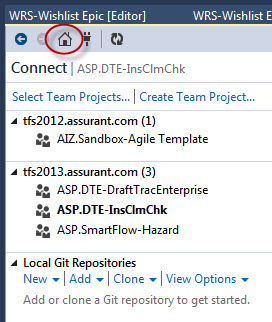 WRS-Wishlist Epic [Editor] WRS-Wishlist Epic
Connect | ASP.DTE-InsClmChk
Select Team Projects... Create Team Project...
tfs2012.assurant.com (1)
AIZ.Sandbox-Agile Template
tfs2013.assurant.com (3)
ASP.DTE-DraftTracEnterprise
ASP.DTE-InsClmChk
ASP.SmartFlow-Hazard
Local Git Repositories
New Add Clone View Options
Add or clone a Git repository to get started.